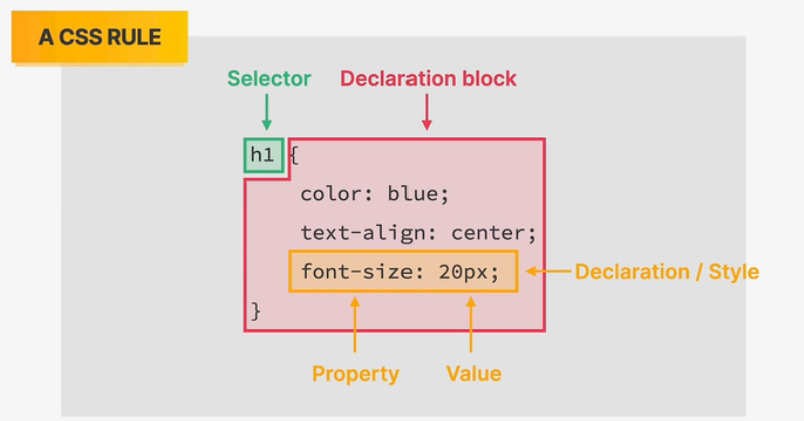 A CSS RULE
Selector Declaration block
h1 {
color: blue;
text-align: center;
font-size: 20px;
Declaration / Style
}
Property Value